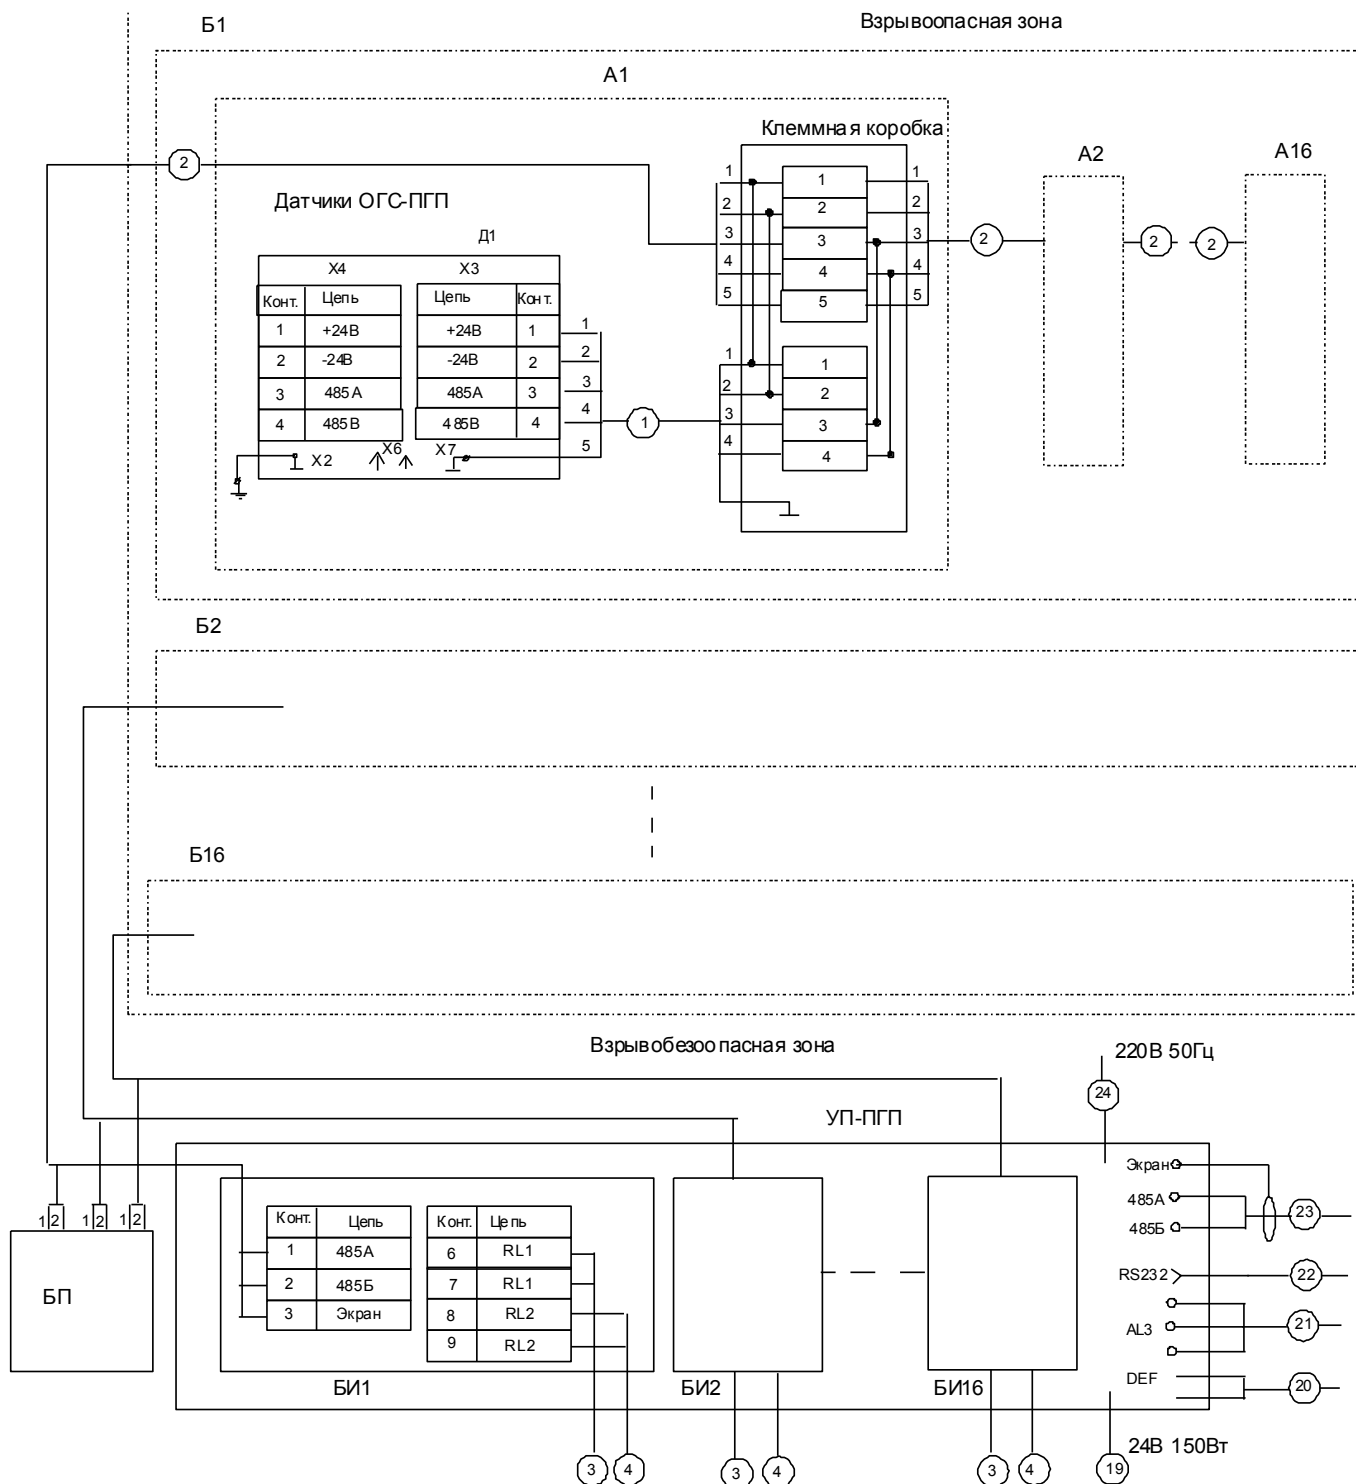 Б1
Взрывоопасная зона
А1
Клеммная коробка
А2
А16
2
Датчики ОГС-ПГП
Д1
X4
X3
Конт. Цепь
Цепь Конт.
1 +24В
+24В 1
2 -24В
-24В 2
3 485А
485А 3
4 485В
485В 4
X2
X6
X7
1
2
3
4
5
1
1
2
3
4
5
1
2
3
4
5
1
2
3
4
5
1
2
3
4
1
2
3
4
2
2
2
Б2
Б16
Взрывобезоопасная зона
220В 50Гц
24
УП-ПГП
1 2
1 2
1 2
БП
Конт. Цепь
1 485А
2 485Б
3 Экран
Конт. Цепь
6 RL1
7 RL1
8 RL2
9 RL2
БИ1
БИ2
БИ16
Экран
485А
485Б
23
RS232
22
AL3
21
DEF
20
24В 150Вт
3
4
3
4
3
4
19